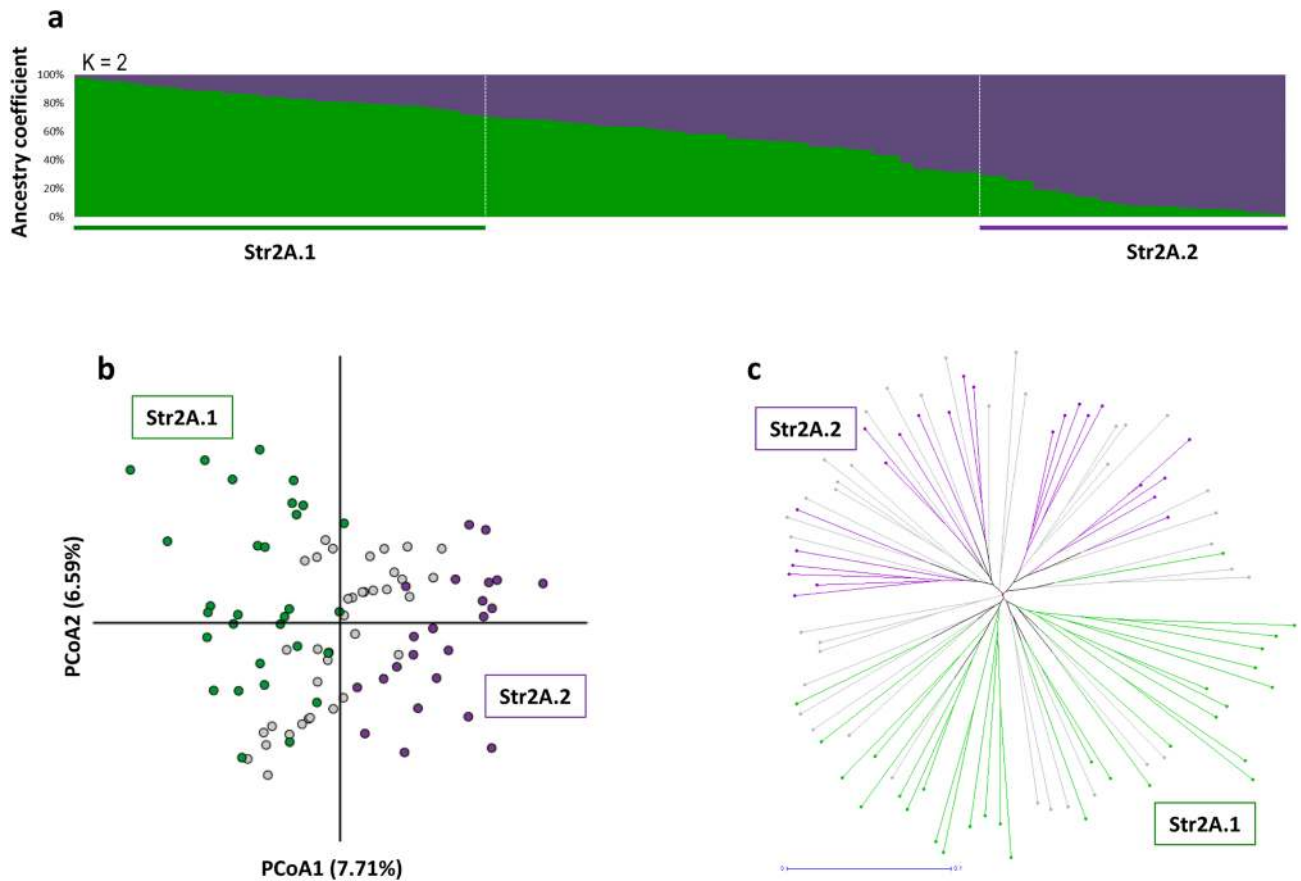 a
K = 2
Ancestry coefficient
100%
80%
60%
40%
20%
0%
Str2A.1
Str2A.2
b
Str2A.1
PCoA2 (6.59%)
Str2A.2
PCoA1 (7.71%)
c
Str2A.2
Str2A.1
0